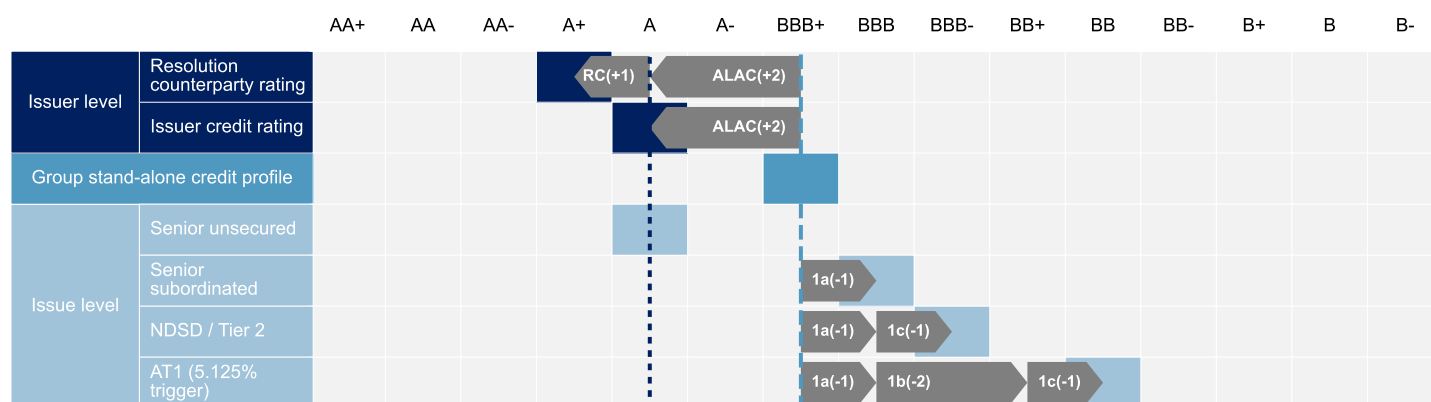 AA+ AA AA- A+ A A- BBB+ BBB BBB- BB+ BB BB- B+ B B-
Issuer level
Resolution
counterparty rating
RC(+1) ALAC(+2)
Issuer credit rating
ALAC(+2)
Group stand-alone credit profile
Issue level
Senior unsecured
Senior
subordinated
1a(-1)
NDSD / Tier 2
1a(-1) 1c(-1)
AT1 (5.125%
trigger)
1a(-1) 1b(-2) 1c(-1)